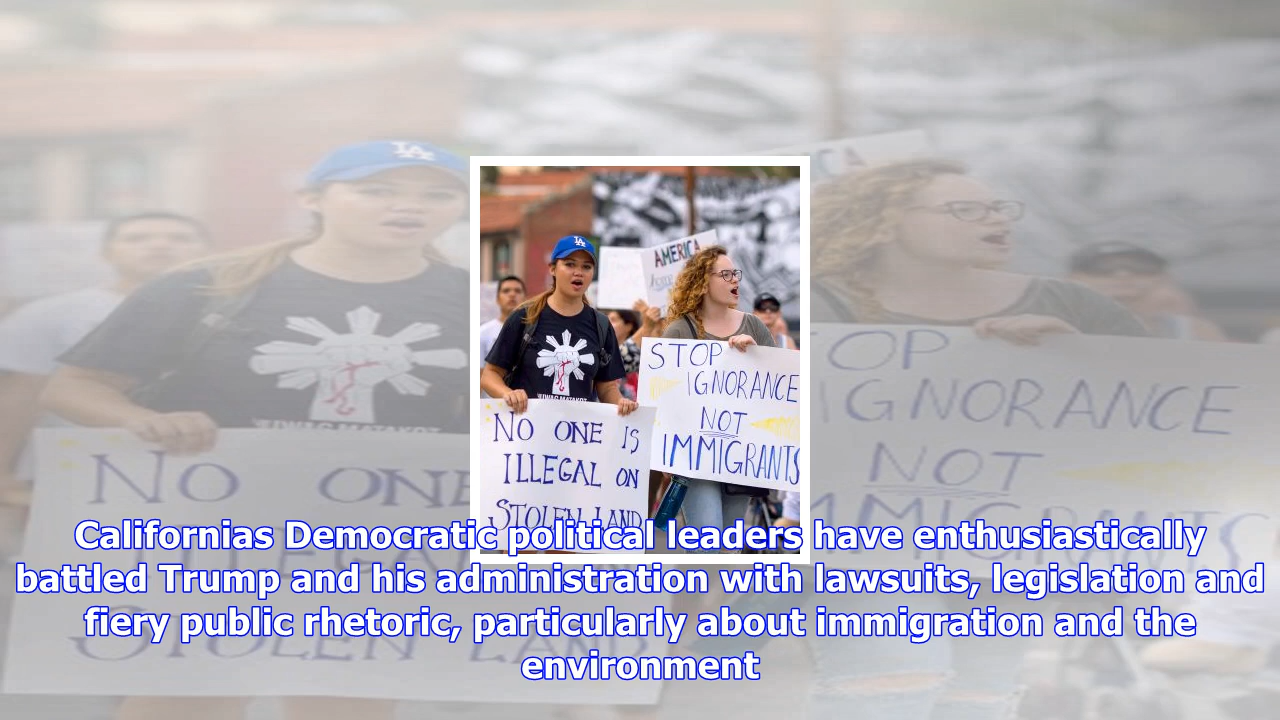 LA
AMERICA
STOP
IGNORANCE
NOT
IMMIGRANTS
NO ONE IS
ILLEGAL ON
STOLEN LAND
Californias Democratic political leaders have enthusiastically
battled Trump and his administration with lawsuits, legislation and
fiery public rhetoric, particularly about immigration and the
environment